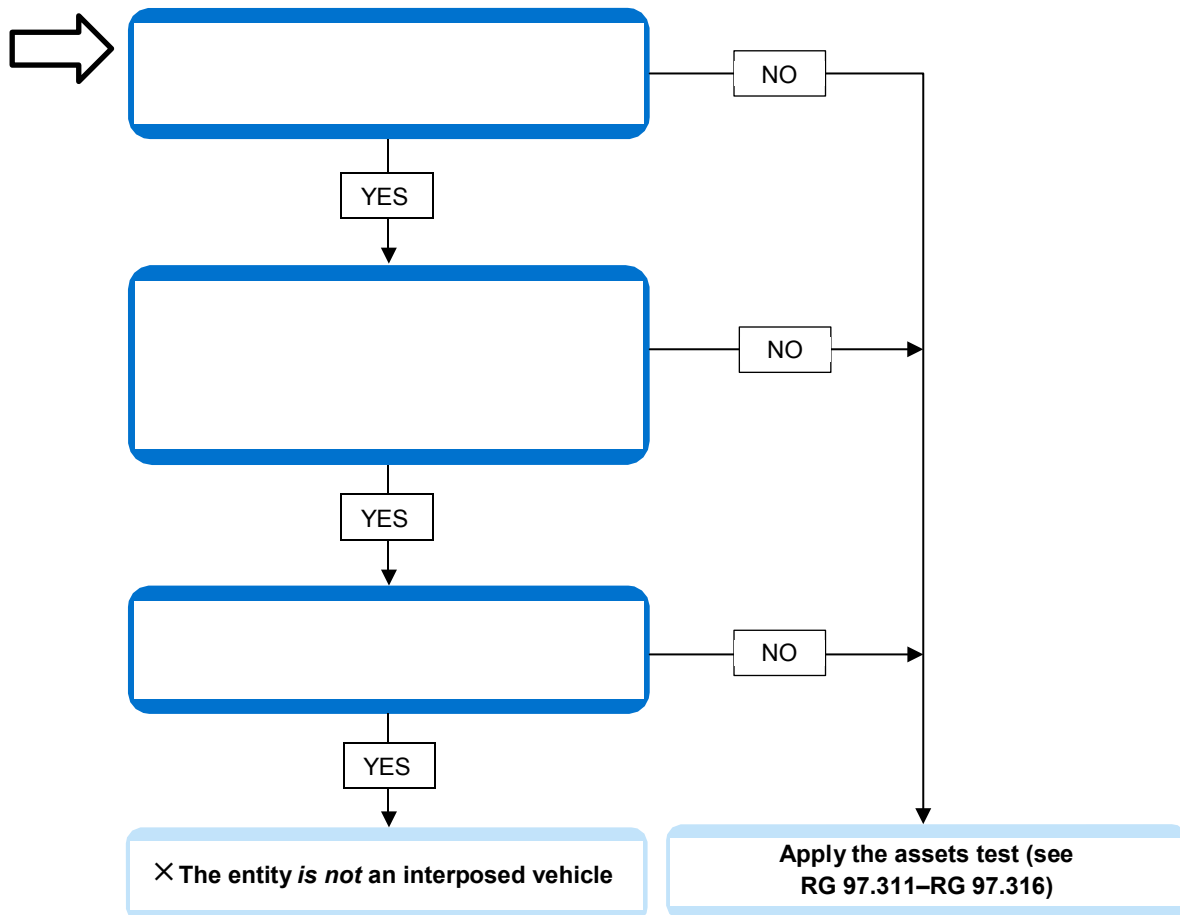 NO
YES
NO
YES
NO
YES
× The entity is not an interposed vehicle
Apply the assets test (see
RG 97.311–RG 97.316)